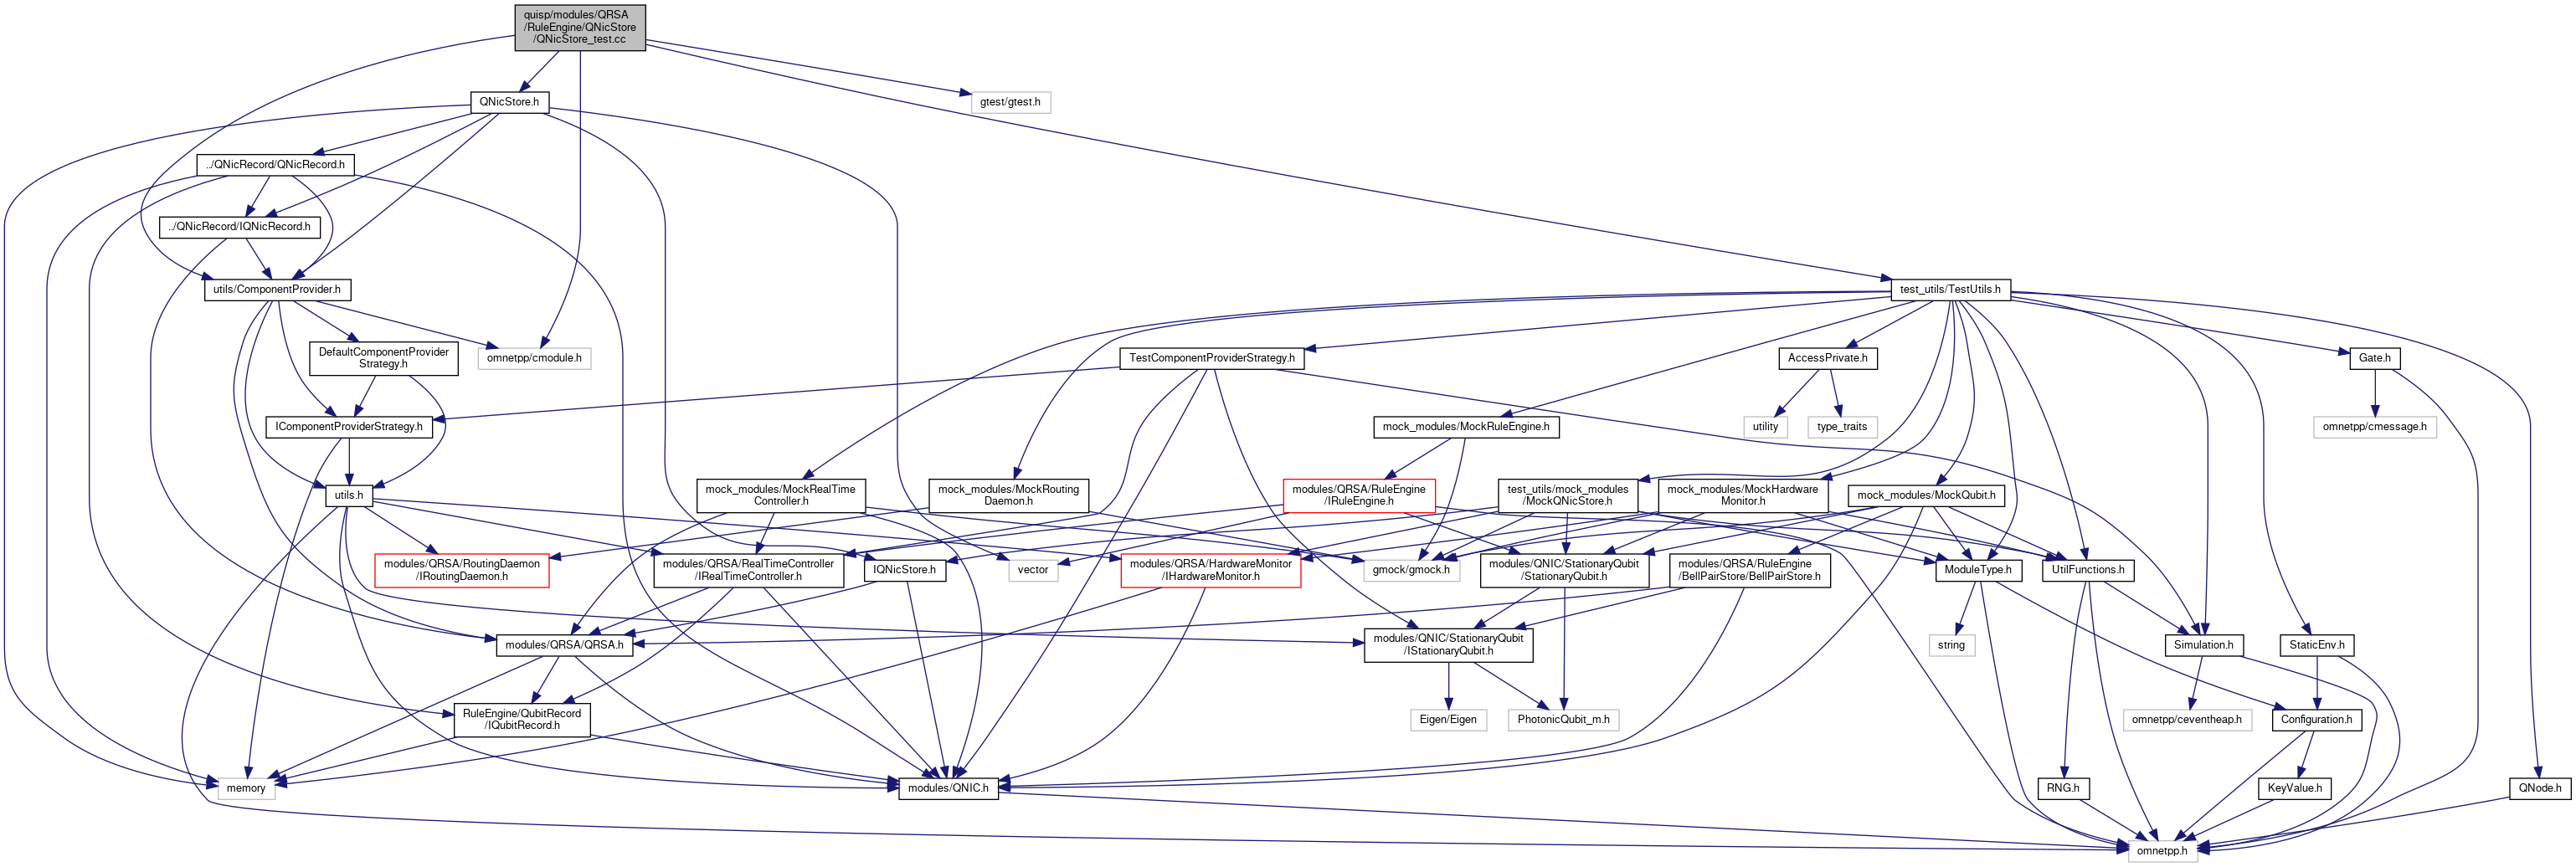 quisp/modules/QRSA
/RuleEngine/QNicStore
/QNicStore_test.cc
QNicStore.h
gtest/gtest.h
../QNicRecord/QNicRecord.h
../QNicRecord/IQNicRecord.h
utils/ComponentProvider.h
test_utils/TestUtils.h
DefaultComponentProvider
Strategy.h
omnetpp/cmodule.h
TestComponentProviderStrategy.h
AccessPrivate.h
Gate.h
IComponentProviderStrategy.h
mock_modules/MockRuleEngine.h
utility
type_traits
omnetpp/cmessage.h
utils.h
mock_modules/MockRealTime
Controller.h
mock_modules/MockRouting
Daemon.h
modules/QRSA/RuleEngine
/IRuleEngine.h
test_utils/mock_modules
/MockQNicStore.h
mock_modules/MockHardware
Monitor.h
mock_modules/MockQubit.h
modules/QRSA/RoutingDaemon
/IRoutingDaemon.h
modules/QRSA/RealTimeController
/IRealTimeController.h
IQNicStore.h
vector
modules/QRSA/HardwareMonitor
/IHardwareMonitor.h
gmock/gmock.h
modules/QNIC/StationaryQubit
/StationaryQubit.h
modules/QRSA/RuleEngine
/BellPairStore/BellPairStore.h
ModuleType.h
UtilFunctions.h
modules/QRSA/QRSA.h
modules/QNIC/StationaryQubit
/IStationaryQubit.h
string
Simulation.h
StaticEnv.h
RuleEngine/QubitRecord
/IQubitRecord.h
Eigen/Eigen
PhotonicQubit_m.h
omnetpp/ceventheap.h
Configuration.h
memory
modules/QNIC.h
RNG.h
KeyValue.h
QNode.h
omnetpp.h